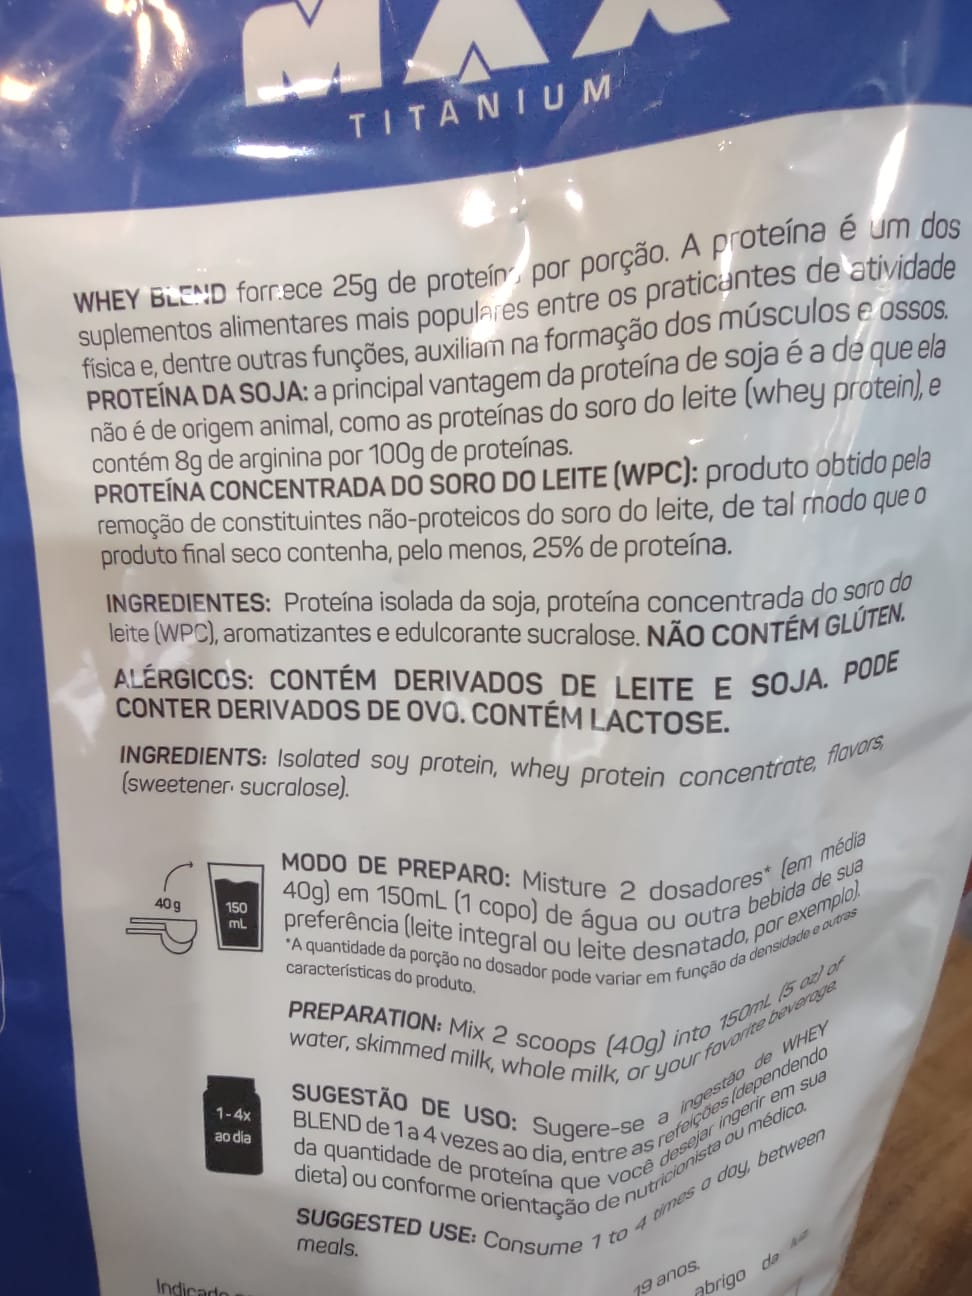 MAX
TITANIUM
WHEY BLEND fornece 25g de proteína por porção. A proteína é um dos
suplementos alimentares mais populares entre os praticantes de atividade
física e, dentre outras funções, auxiliam na formação dos músculos e ossos.
PROTEÍNA DA SOJA: a principal vantagem da proteína de soja é a de que ela
não é de origem animal, como as proteínas do soro do leite (whey protein), e
contém 8g de arginina por 100g de proteínas.
PROTEÍNA CONCENTRADA DO SORO DO LEITE (WPC): produto obtido pela
remoção de constituintes não-proteicos do soro do leite, de tal modo que o
produto final seco contenha, pelo menos, 25% de proteína.
INGREDIENTES: Proteína isolada da soja, proteína concentrada do soro do
leite (WPC), aromatizantes e edulcorante sucralose. NÃO CONTÉM GLÚTEN.
ALÉRGICOS: CONTÉM DERIVADOS DE LEITE E SOJA. PODE
CONTER DERIVADOS DE OVO. CONTÉM LACTOSE.
INGREDIENTS: Isolated soy protein, whey protein concentrate, flavors,
(sweetener: sucralose).
40g
150
mL
MODO DE PREPARO: Misture 2 dosadores* (em média
40g) em 150mL (1 copo) de água ou outra bebida de sua
preferência (leite integral ou leite desnatado, por exemplo).
*A quantidade da porção no dosador pode variar em função da densidade e outras
características do produto.
PREPARATION: Mix 2 scoops (40g) into 150mL (5 oz) of
water, skimmed milk, whole milk, or your favorite beverage.
1-4x
ao dia
SUGESTÃO DE USO: Sugere-se a ingestão de WHEY
BLEND de 1 a 4 vezes ao dia, entre as refeições (dependendo
da quantidade de proteína que você desejar ingerir em sua
dieta) ou conforme orientação de nutricionista ou médico.
SUGGESTED USE: Consume 1 to 4 times a day, between
meals.
19 anos.
abrigo da luz